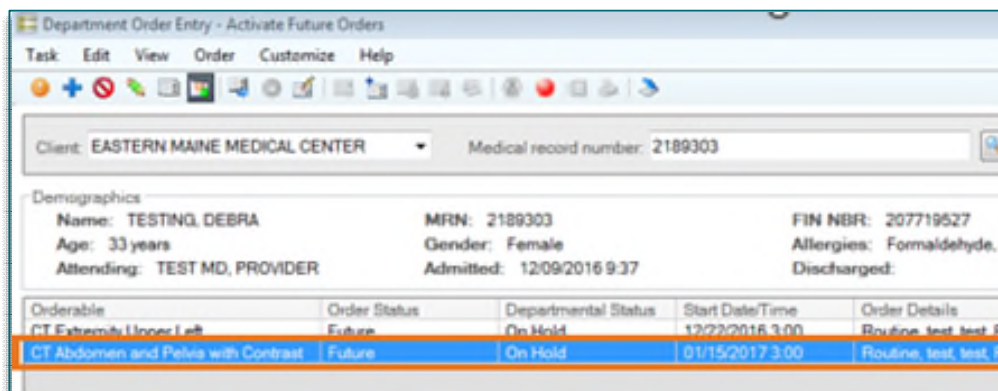 Department Order Entry - Activate Future Orders
Task Edit View Order Customize Help
Client: EASTERN MAINE MEDICAL CENTER Medical record number: 2189303
Demographics
Name: TESTING, DEBRA MRN: 2189303 FIN NBR: 207719527
Age: 33 years Gender: Female Allergies: Formaldehyde,
Attending: TEST MD, PROVIDER Admitted: 12/09/2016 9:37 Discharged:
Orderable Order Status Departmental Status Start Date/Time Order Details
CT Extremity Upper Left Future On Hold 12/22/2016 3:00 Routine, test, test,
CT Abdomen and Pelvis with Contrast Future On Hold 01/15/2017 3:00 Routine, test, test,